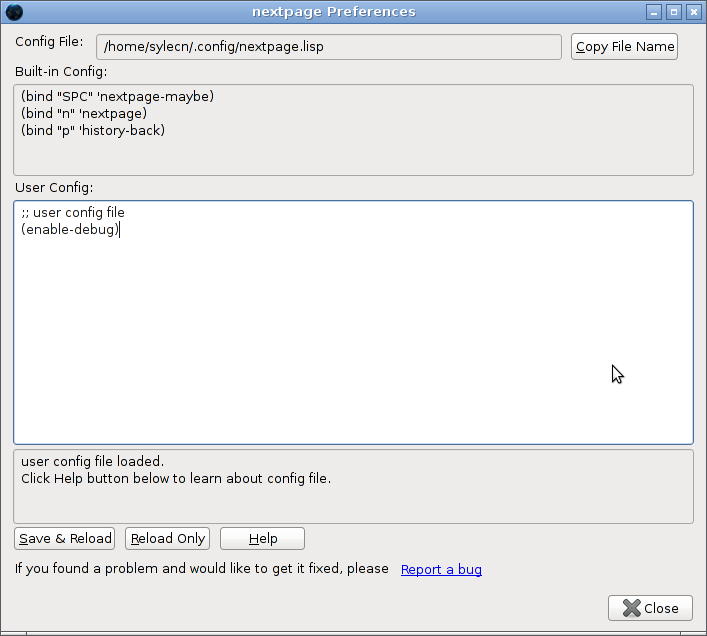 nextpage Preferences
Config File: /home/sylecn/.config/nextpage.lisp Copy File Name
Built-in Config:
(bind "SPC" 'nextpage-maybe)
(bind "n" 'nextpage)
(bind "p" 'history-back)
User Config:
;; user config file
(enable-debug)
user config file loaded.
Click Help button below to learn about config file.
Save & Reload Reload Only Help
If you found a problem and would like to get it fixed, please Report a bug
Close